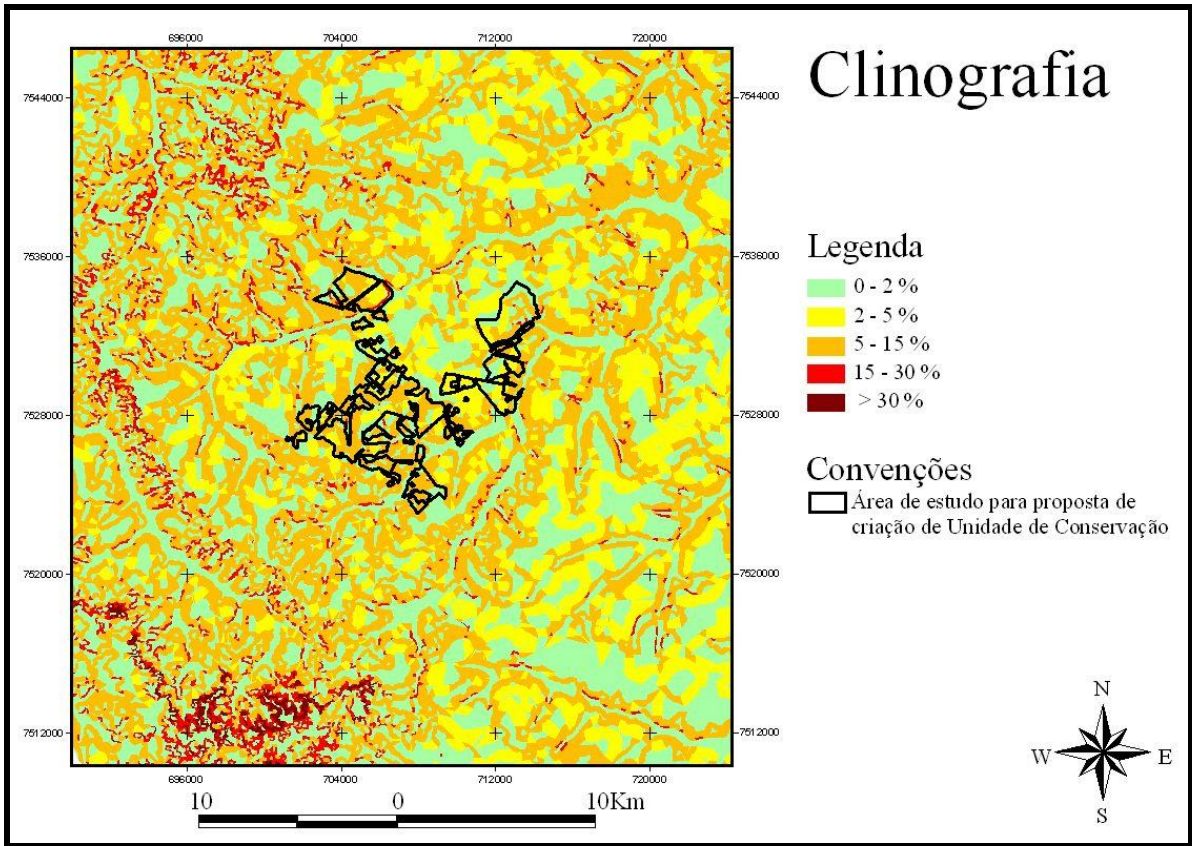 Clinografia
696000 704000 712000 720000
7544000 7544000
7536000 7536000
7528000 7528000
7520000 7520000
7512000 7512000
696000 704000 712000 720000
10 0 10Km
Legenda
0 - 2 %
2 - 5 %
5 - 15 %
15 - 30 %
> 30 %
Convenções
Área de estudo para proposta de
criação de Unidade de Conservação
N
W E
S